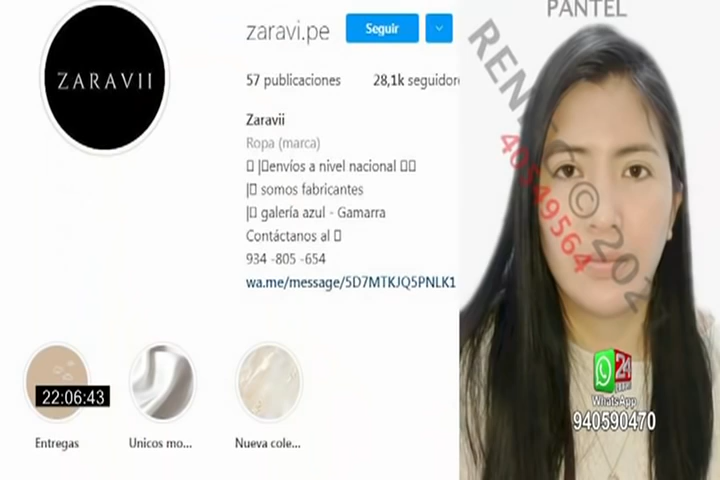 ZARAVII
zaravi.pe
Seguir
57 publicaciones 28,1k seguidor
Zaravii
Ropa (marca)
|envíos a nivel nacional
| somos fabricantes
| galería azul - Gamarra
Contáctanos al
934 -805 -654
wa.me/message/5D7MTKJQ5PNLK1
22:06:43
Entregas
Unicos mo...
Nueva cole...
PANTEL
40549564
© 202
24
WhatsApp
940590470